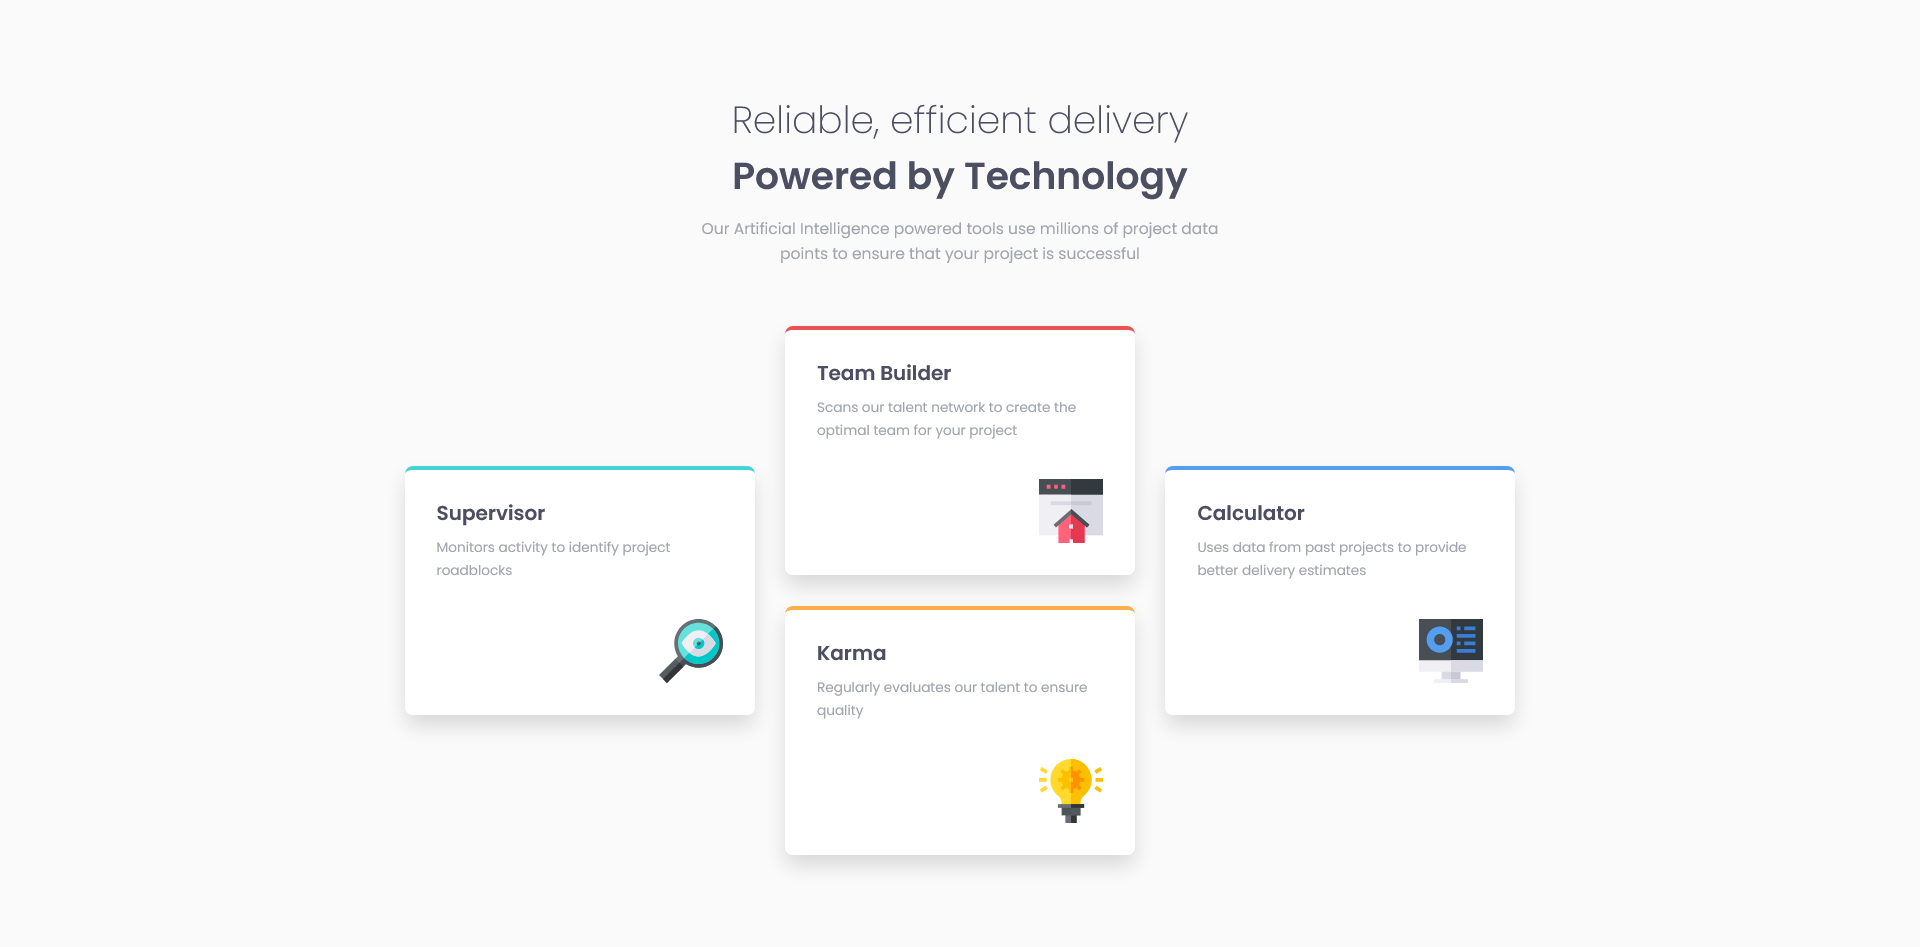 Reliable, efficient delivery
Powered by Technology
Our Artificial Intelligence powered tools use millions of project data
points to ensure that your project is successful
Supervisor
Monitors activity to identify project
roadblocks
Team Builder
Scans our talent network to create the
optimal team for your project
Karma
Regularly evaluates our talent to ensure
quality
Calculator
Uses data from past projects to provide
better delivery estimates